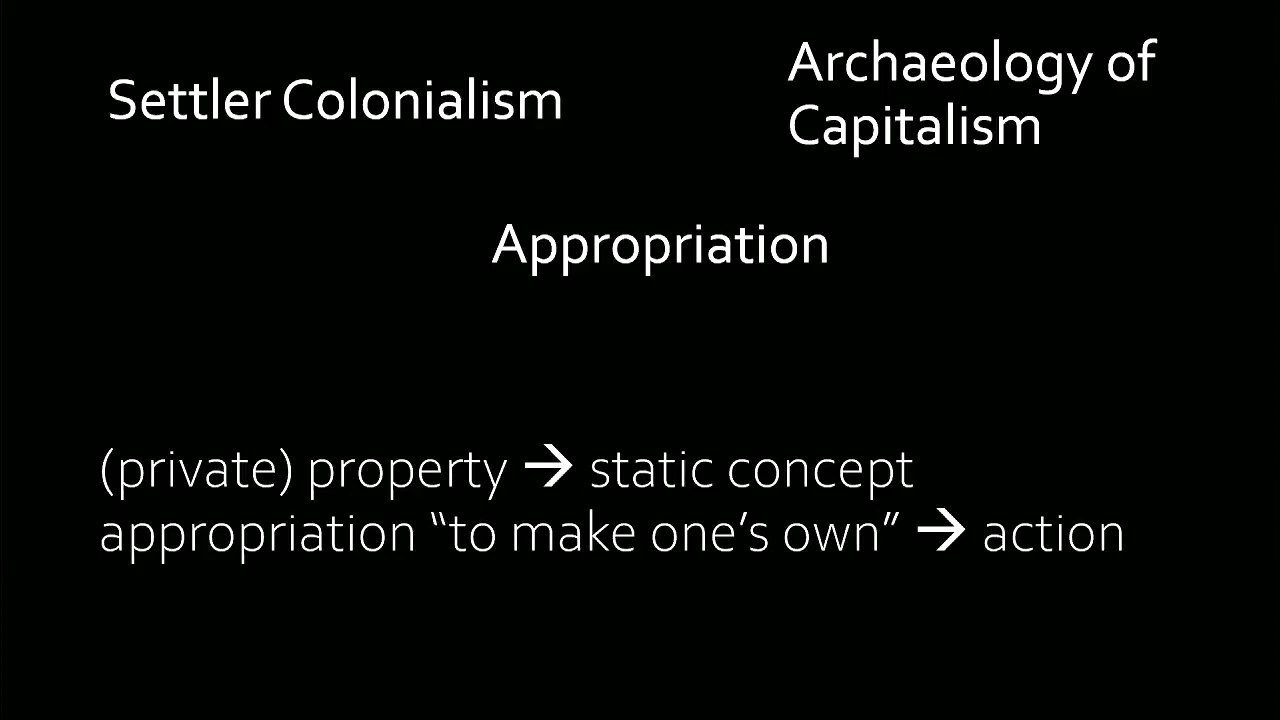 Settler Colonialism
Archaeology of
Capitalism
Appropriation
(private) property → static concept
appropriation “to make one’s own” → action